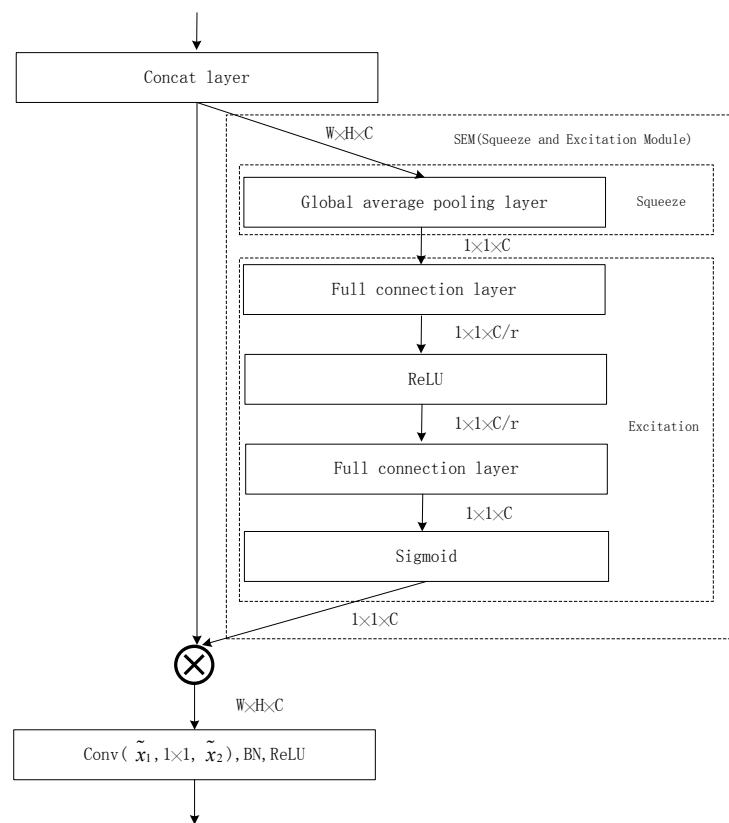 Concat layer
W×H×C
SEM(Squeeze and Excitation Module)
Global average pooling layer
Squeeze
1×1×C
Full connection layer
1×1×C/r
ReLU
1×1×C/r
Excitation
Full connection layer
1×1×C
Sigmoid
1×1×C
W×H×C
Conv( x̃₁,1×1, x̃₂),BN,ReLU